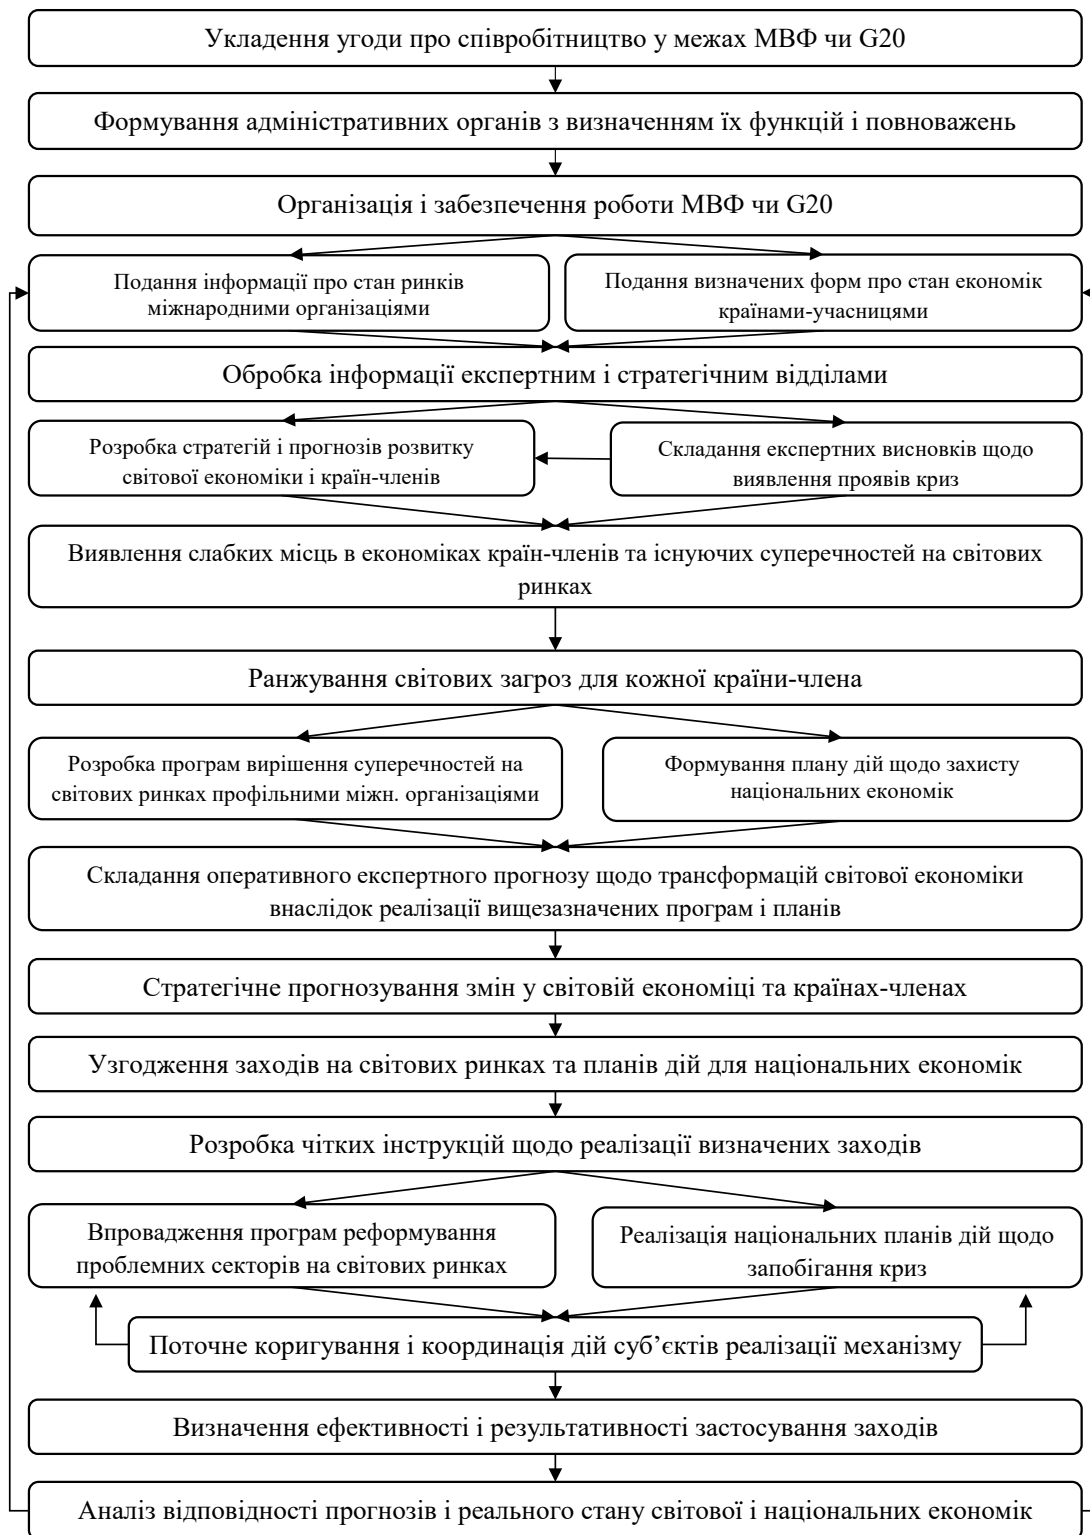 Укладення угоди про співробітництво у межах МВФ чи G20
Формування адміністративних органів з визначенням їх функцій і повноважень
Організація і забезпечення роботи МВФ чи G20
Подання інформації про стан ринків
міжнародними організаціями
Подання визначених форм про стан економік
країнами-учасницями
Обробка інформації експертним і стратегічним відділами
Розробка стратегій і прогнозів розвитку
світової економіки і країн-членів
Складання експертних висновків щодо
виявлення проявів криз
Виявлення слабких місць в економіках країн-членів та існуючих суперечностей на світових
ринках
Ранжування світових загроз для кожної країни-члена
Розробка програм вирішення суперечностей на
світових ринках профільними міжн. організаціями
Формування плану дій щодо захисту
національних економік
Складання оперативного експертного прогнозу щодо трансформацій світової економіки
внаслідок реалізації вищезазначених програм і планів
Стратегічне прогнозування змін у світовій економіці та країнах-членах
Узгодження заходів на світових ринках та планів дій для національних економік
Розробка чітких інструкцій щодо реалізації визначених заходів
Впровадження програм реформування
проблемних секторів на світових ринках
Реалізація національних планів дій щодо
запобігання криз
Поточне коригування і координація дій суб’єктів реалізації механізму
Визначення ефективності і результативності застосування заходів
Аналіз відповідності прогнозів і реального стану світової і національних економік